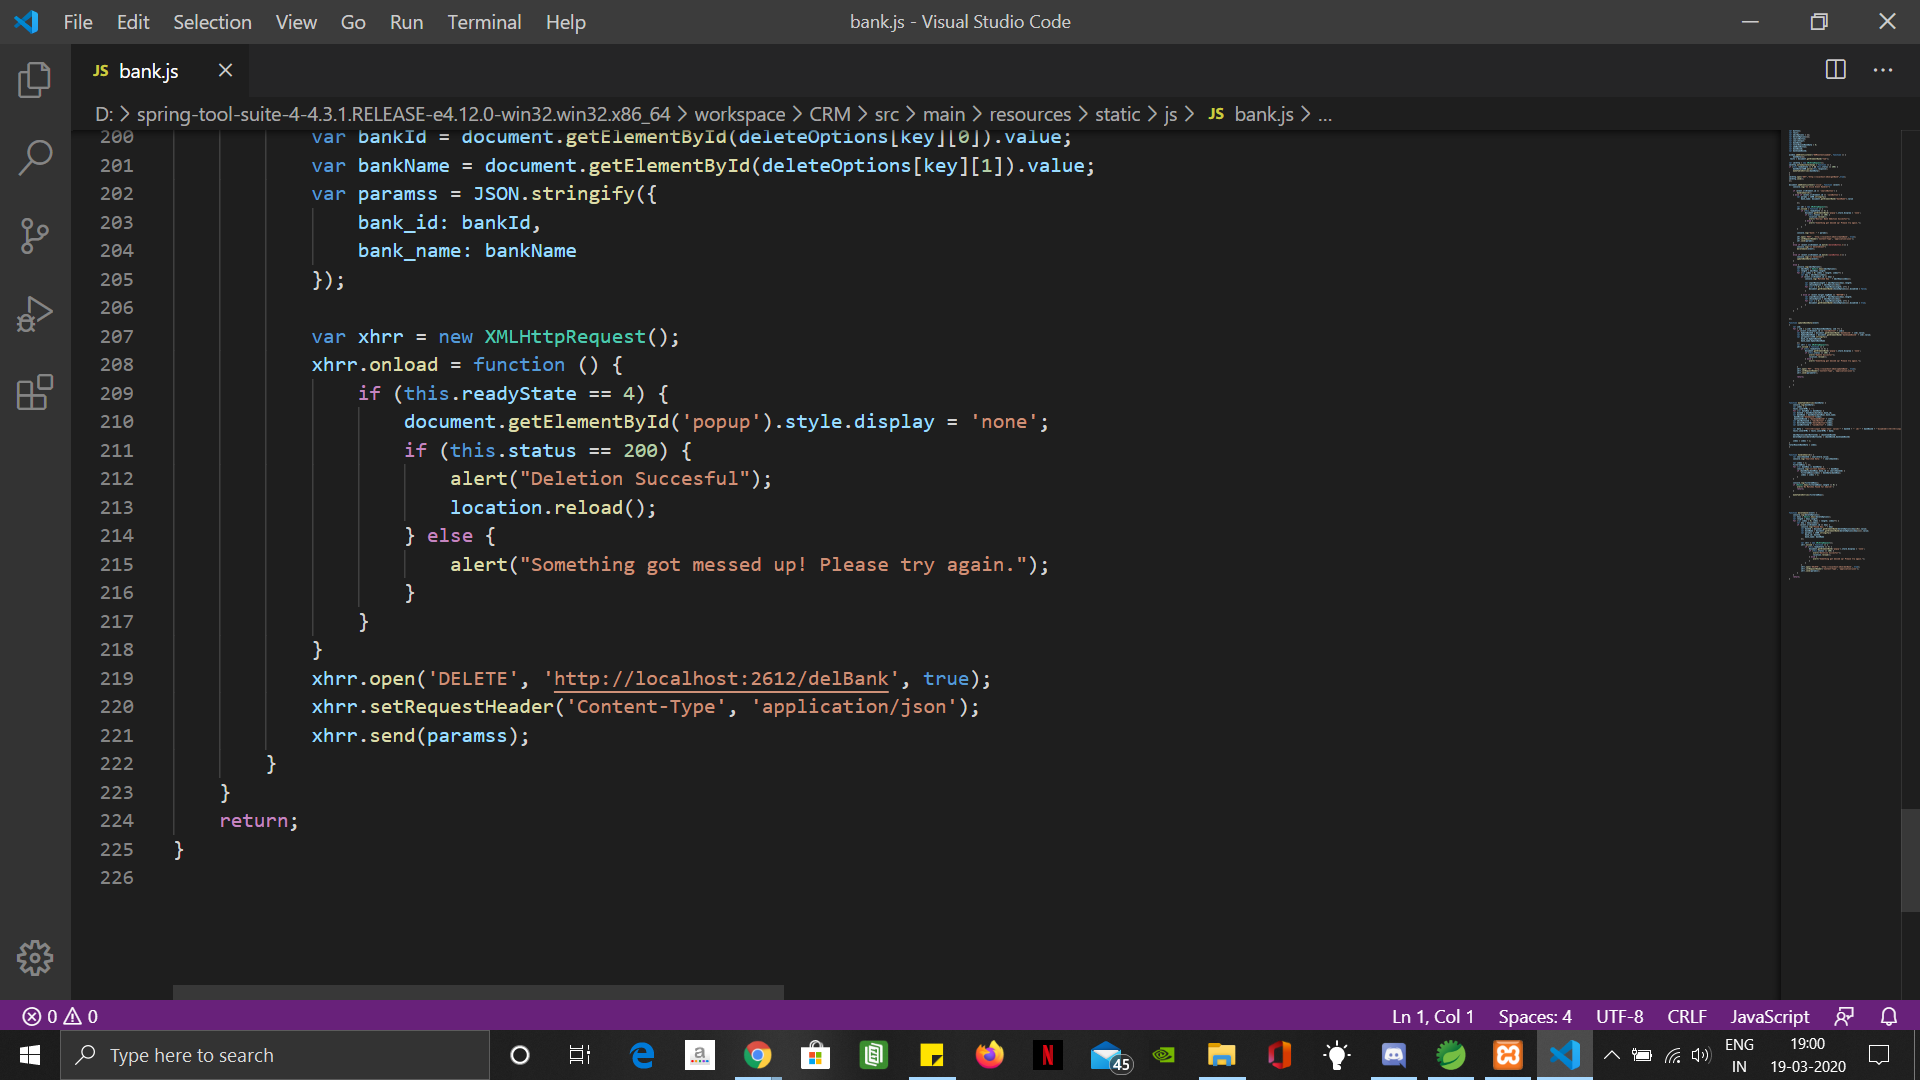 File Edit Selection View Go Run Terminal Help
bank.js - Visual Studio Code
JS bank.js
D: > spring-tool-suite-4-4.3.1.RELEASE-e4.12.0-win32.win32.x86_64 > workspace > CRM > src > main > resources > static > js > JS bank.js > ...
200 var bankId = document.getElementById(deleteOptions[key][0]).value;
201 var bankName = document.getElementById(deleteOptions[key][1]).value;
202 var paramss = JSON.stringify({
203 bank_id: bankId,
204 bank_name: bankName
205 });
206
207 var xhrr = new XMLHttpRequest();
208 xhrr.onload = function () {
209 if (this.readyState == 4) {
210 document.getElementById('popup').style.display = 'none';
211 if (this.status == 200) {
212 alert("Deletion Succesful");
213 location.reload();
214 } else {
215 alert("Something got messed up! Please try again.");
216 }
217 }
218 }
219 xhrr.open('DELETE', 'http://localhost:2612/delBank', true);
220 xhrr.setRequestHeader('Content-Type', 'application/json');
221 xhrr.send(paramss);
222 }
223 }
224 return;
225 }
226
0 0
Ln 1, Col 1 Spaces: 4 UTF-8 CRLF JavaScript
Type here to search
a
N
45
ENG
IN
19:00
19-03-2020